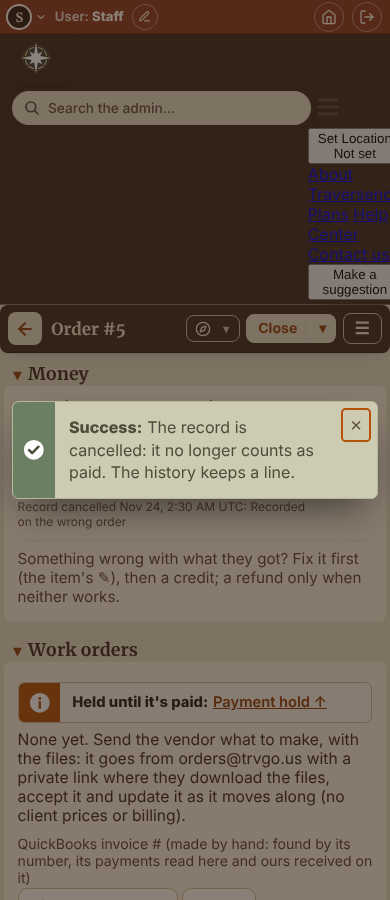 S User: Staff
Search the admin...
Set Location
Not set
About
Plans Help
Center
Contact us
Make a
suggestion
Order #5
Close
Money
Success: The record is
cancelled: it no longer counts as
paid. The history keeps a line.
Record cancelled Nov 24, 2:30 AM UTC: Recorded
on the wrong order
Something wrong with what they got? Fix it first
(the item's ✎), then a credit; a refund only when
neither works.
Work orders
Held until it's paid: Payment hold ↑
None yet. Send the vendor what to make, with
the files: it goes from orders@trvgo.us with a
private link where they download the files,
accept it and update it as it moves along (no
client prices or billing).
QuickBooks invoice # (made by hand: found by its
number, its payments read here and ours received on
it)